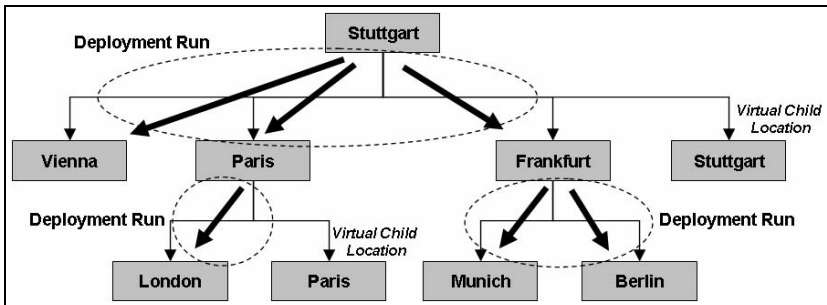 Stuttgart
Deployment Run
Virtual Child
Location
Vienna
Paris
Frankfurt
Stuttgart
Deployment Run
Virtual Child
Location
Deployment Run
London
Paris
Munich
Berlin